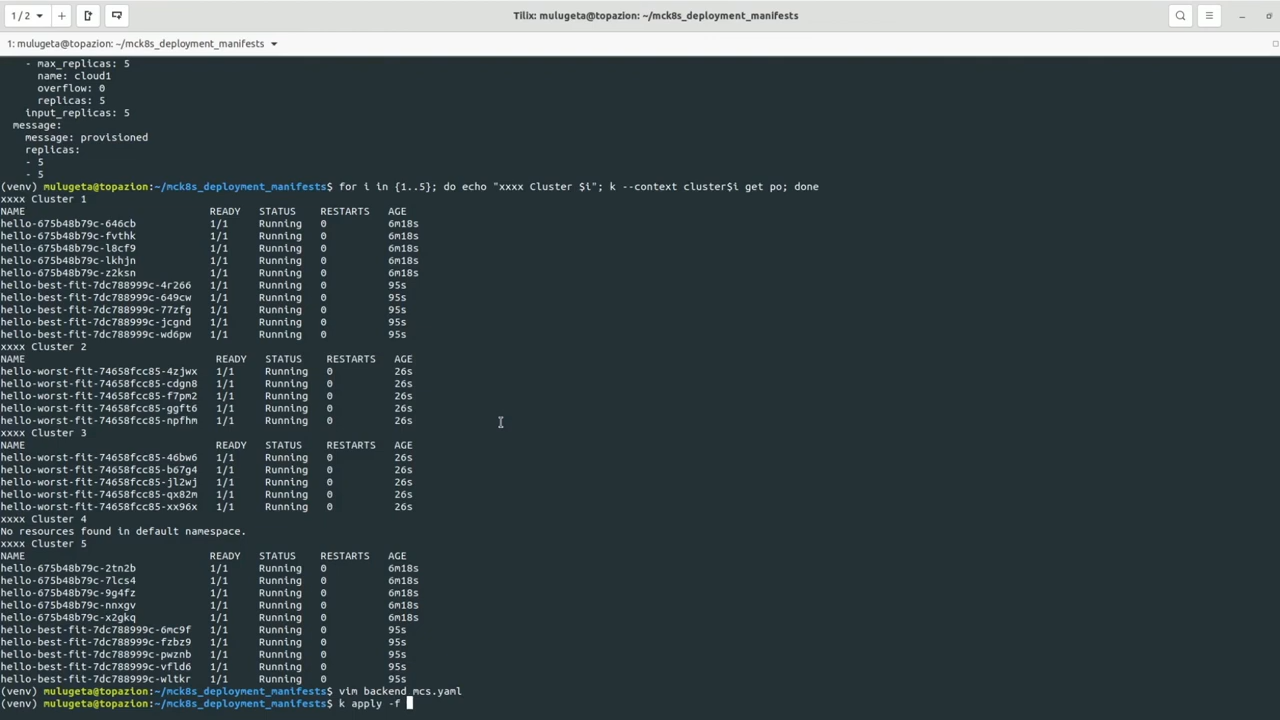 1 / 2
Tilix: mulugeta@topazion: ~/mck8s_deployment_manifests
1: mulugeta@topazion: ~/mck8s_deployment_manifests
- max_replicas: 5
name: cloud1
overflow: 0
replicas: 5
input_replicas: 5
message:
message: provisioned
replicas:
- 5
- 5
(venv) mulugeta@topazion:~/mck8s_deployment_manifests$ for i in {1..5}; do echo "xxxx Cluster $i"; k --context cluster$i get po; done
xxxx Cluster 1
NAME READY STATUS RESTARTS AGE
hello-675b48b79c-646cb 1/1 Running 0 6m18s
hello-675b48b79c-fvthk 1/1 Running 0 6m18s
hello-675b48b79c-l8cf9 1/1 Running 0 6m18s
hello-675b48b79c-lkhjn 1/1 Running 0 6m18s
hello-675b48b79c-z2ksn 1/1 Running 0 6m18s
hello-best-fit-7dc788999c-4r266 1/1 Running 0 95s
hello-best-fit-7dc788999c-649cw 1/1 Running 0 95s
hello-best-fit-7dc788999c-77zfg 1/1 Running 0 95s
hello-best-fit-7dc788999c-jcgnd 1/1 Running 0 95s
hello-best-fit-7dc788999c-wd6pw 1/1 Running 0 95s
xxxx Cluster 2
NAME READY STATUS RESTARTS AGE
hello-worst-fit-74658fcc85-4zjwx 1/1 Running 0 26s
hello-worst-fit-74658fcc85-cdgn8 1/1 Running 0 26s
hello-worst-fit-74658fcc85-f7pm2 1/1 Running 0 26s
hello-worst-fit-74658fcc85-ggft6 1/1 Running 0 26s
hello-worst-fit-74658fcc85-npfhm 1/1 Running 0 26s
xxxx Cluster 3
NAME READY STATUS RESTARTS AGE
hello-worst-fit-74658fcc85-46bw6 1/1 Running 0 26s
hello-worst-fit-74658fcc85-b67g4 1/1 Running 0 26s
hello-worst-fit-74658fcc85-jl2wj 1/1 Running 0 26s
hello-worst-fit-74658fcc85-qx82m 1/1 Running 0 26s
hello-worst-fit-74658fcc85-xx96x 1/1 Running 0 26s
xxxx Cluster 4
No resources found in default namespace.
xxxx Cluster 5
NAME READY STATUS RESTARTS AGE
hello-675b48b79c-2tn2b 1/1 Running 0 6m18s
hello-675b48b79c-7lcs4 1/1 Running 0 6m18s
hello-675b48b79c-9g4fz 1/1 Running 0 6m18s
hello-675b48b79c-nnxgv 1/1 Running 0 6m18s
hello-675b48b79c-x2gkq 1/1 Running 0 6m18s
hello-best-fit-7dc788999c-6mc9f 1/1 Running 0 95s
hello-best-fit-7dc788999c-fzbz9 1/1 Running 0 95s
hello-best-fit-7dc788999c-pwznb 1/1 Running 0 95s
hello-best-fit-7dc788999c-vfld6 1/1 Running 0 95s
hello-best-fit-7dc788999c-wltkr 1/1 Running 0 95s
(venv) mulugeta@topazion:~/mck8s_deployment_manifests$ vim backend_mcs.yaml
(venv) mulugeta@topazion:~/mck8s_deployment_manifests$ k apply -f